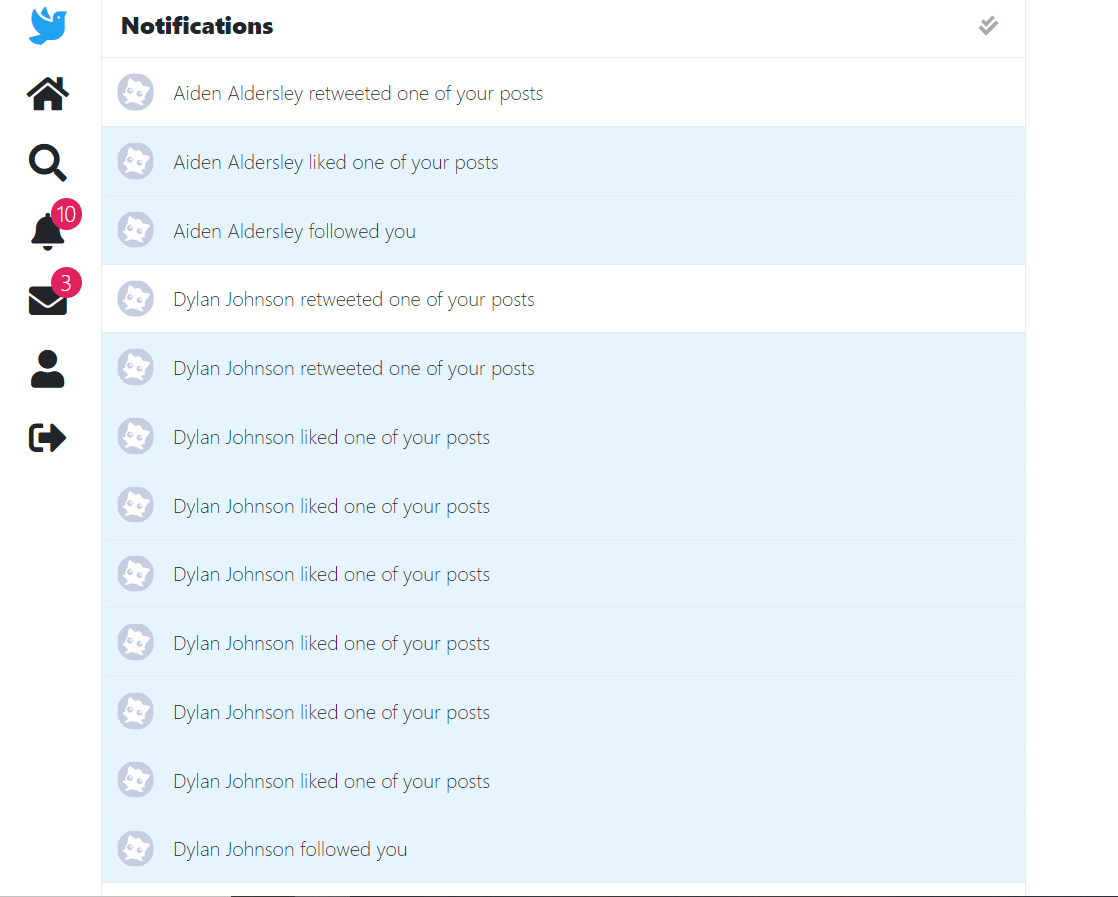 Notifications
Aiden Aldersley retweeted one of your posts
Aiden Aldersley liked one of your posts
10
Aiden Aldersley followed you
3
Dylan Johnson retweeted one of your posts
Dylan Johnson retweeted one of your posts
Dylan Johnson liked one of your posts
Dylan Johnson liked one of your posts
Dylan Johnson liked one of your posts
Dylan Johnson liked one of your posts
Dylan Johnson liked one of your posts
Dylan Johnson liked one of your posts
Dylan Johnson followed you